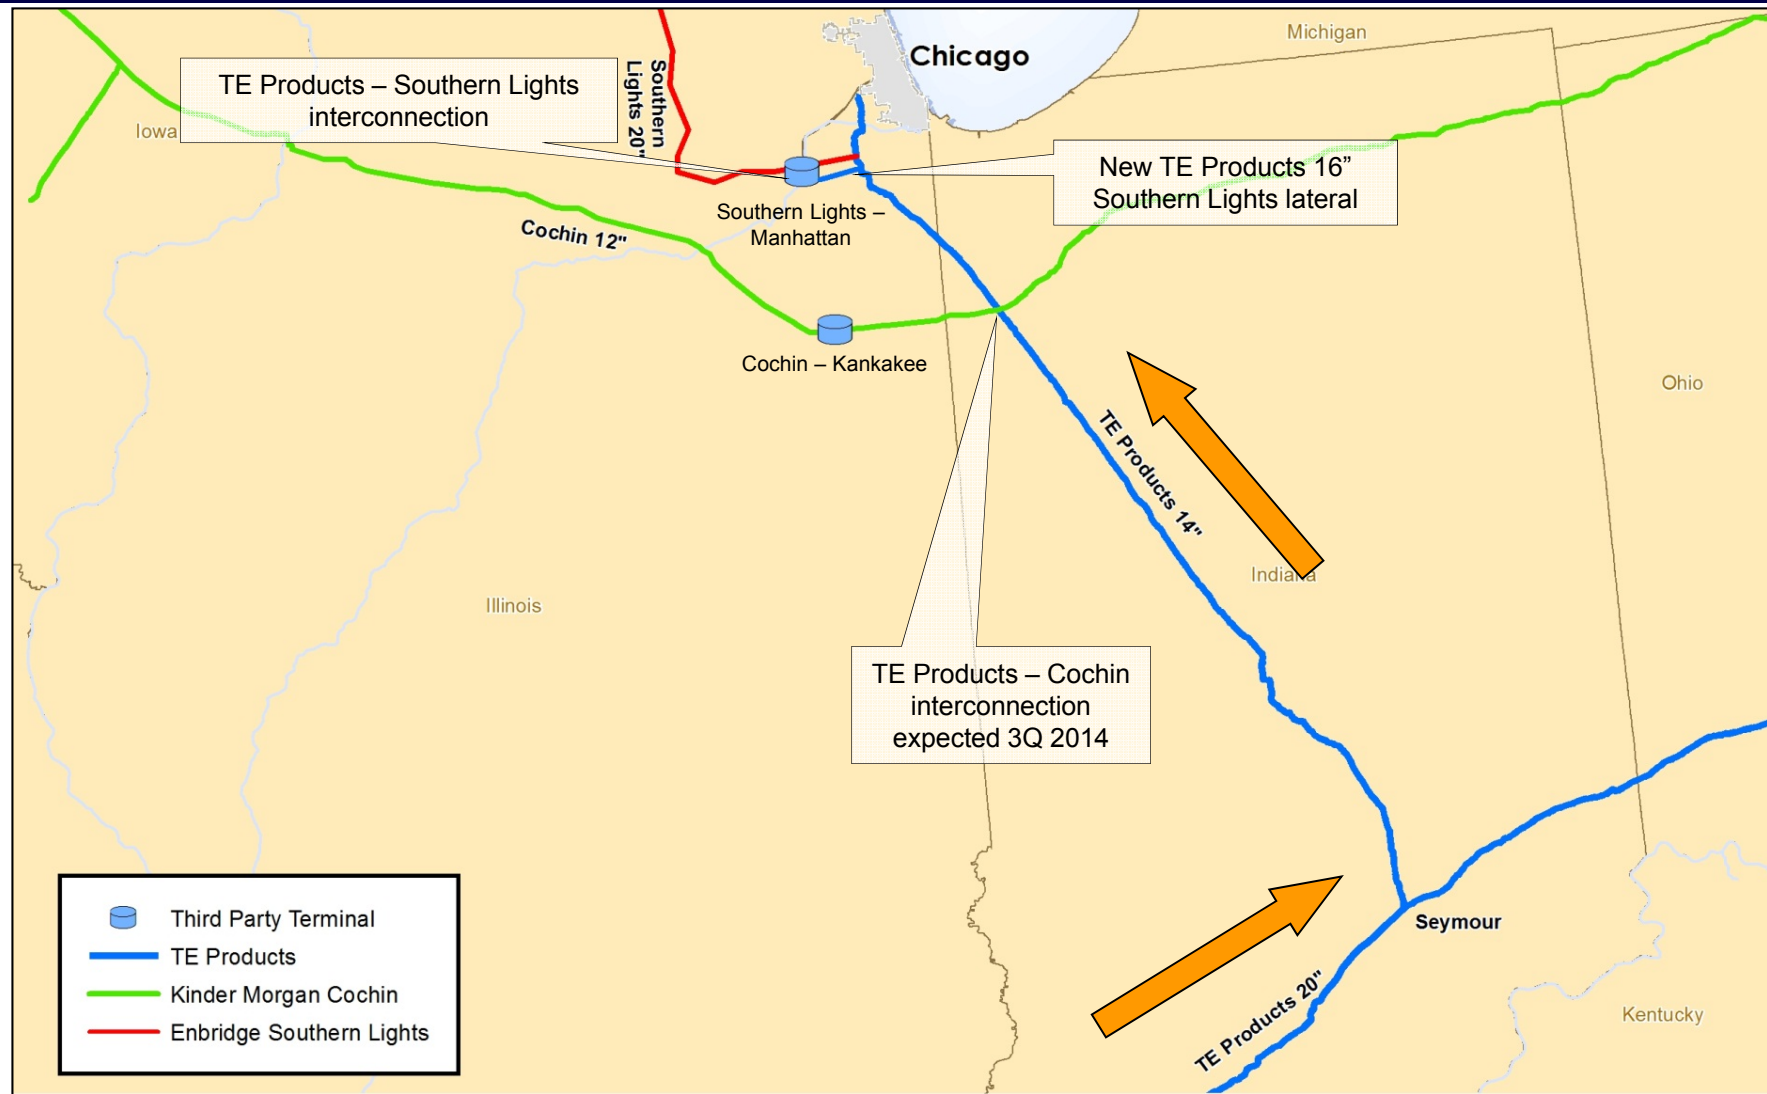 Michigan
Chicago
TE Products – Southern Lights
interconnection
Southern
Lights 20"
Iowa
New TE Products 16”
Southern Lights lateral
Southern Lights –
Manhattan
Cochin 12"
Cochin – Kankakee
Ohio
TE Products 14"
Indiana
Illinois
TE Products – Cochin
interconnection
expected 3Q 2014
Seymour
TE Products 20"
Kentucky
Third Party Terminal
TE Products
Kinder Morgan Cochin
Enbridge Southern Lights